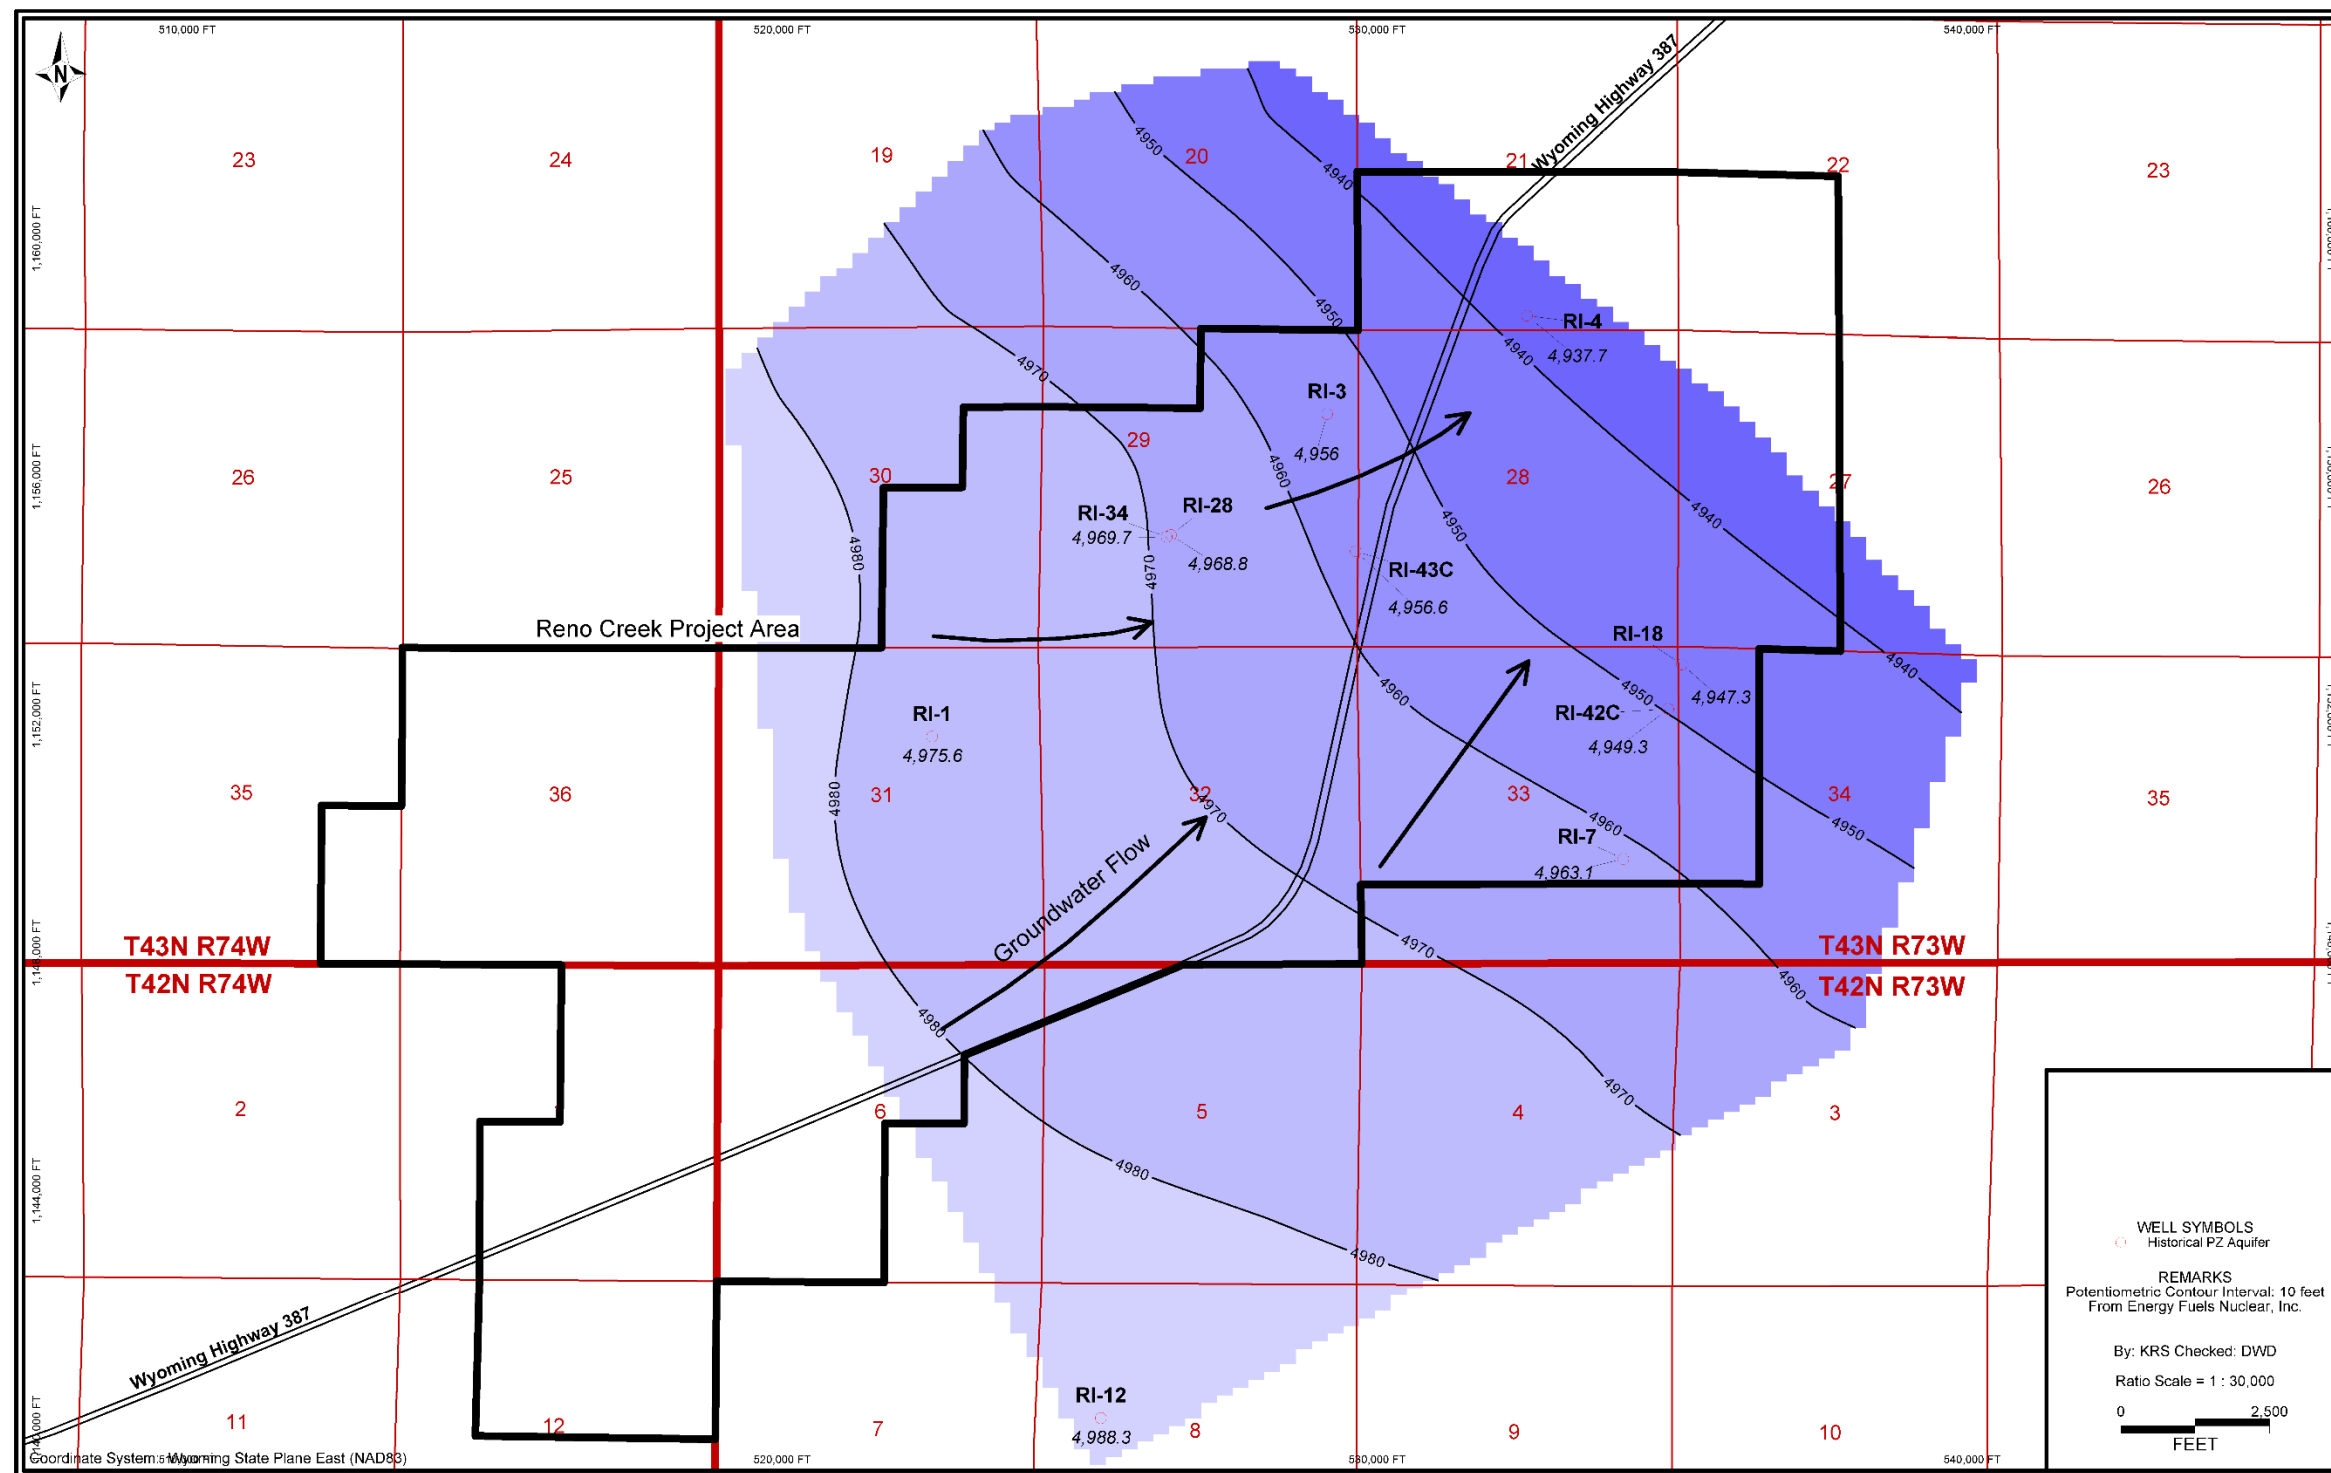 510,000 FT
520,000 FT
530,000 FT
540,000 FT
N
Wyoming Highway 387
23
24
19
20
21
22
23
4950
4940
1,160,000 FT
4960
4950
4970
4940
RI-4
4,937.7
RI-3
4,956
29
26
25
30
28
27
26
4960
1,156,000 FT
4980
4970
4950
4940
RI-34
4,969.7
RI-28
4,968.8
RI-43C
4,956.6
Reno Creek Project Area
RI-18
4,947.3
4940
4960
4950
RI-1
4,975.6
RI-42C
4,949.3
1,152,000 FT
35
36
31
32
33
34
35
4980
4970
4960
4950
RI-7
4,963.1
Groundwater Flow
T43N R74W
T43N R73W
T42N R74W
T42N R73W
4970
4960
4980
2
6
5
4
3
4970
4980
1,144,000 FT
4980
WELL SYMBOLS
Historical PZ Aquifer
REMARKS
Potentiometric Contour Interval: 10 feet
From Energy Fuels Nuclear, Inc.
By: KRS Checked: DWD
Ratio Scale = 1 : 30,000
0 2,500
FEET
Wyoming Highway 387
RI-12
4,988.3
11
12
7
8
9
10
Coordinate System: Wyoming State Plane East (NAD83)
520,000 FT
530,000 FT
540,000 FT